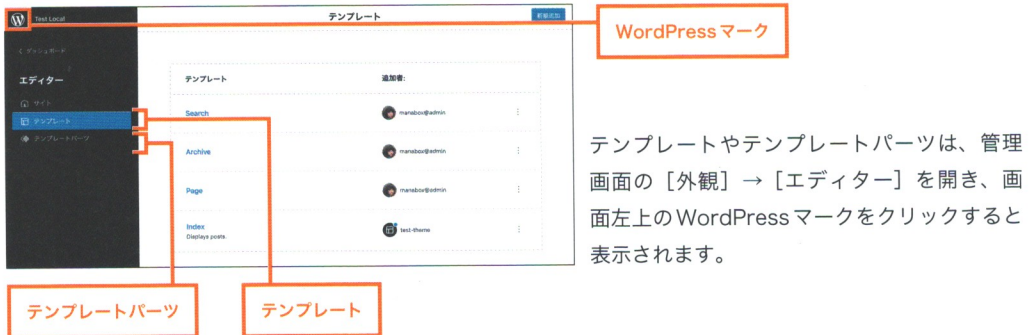 Test Local
テンプレート
新規追加
WordPressマーク
ダッシュボード
エディター
サイト
テンプレート
テンプレートパーツ
テンプレート
追加者:
Search
manabox@admin
Archive
manabox@admin
Page
manabox@admin
Index
Displays posts.
test-theme
テンプレートやテンプレートパーツは、管理
画面の［外観］→［エディター］を開き、画
面左上のWordPressマークをクリックすると
表示されます。
テンプレートパーツ
テンプレート